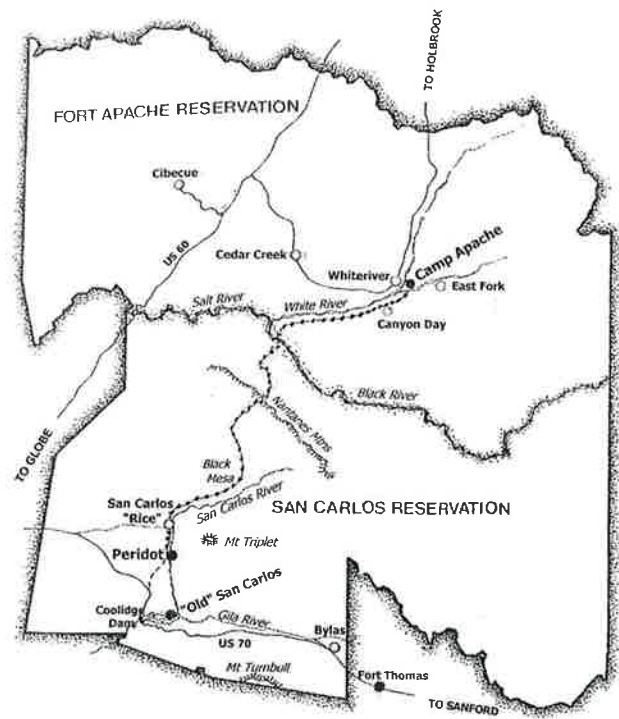 TO HOLBROOK
FORT APACHE RESERVATION
Cibecue
US 60
Cedar Creek
Whiteriver
Camp Apache
East Fork
Salt River
White River
Canyon Day
Black River
Nantanes Mtns
TO GLOBE
Black
Mesa
San Carlos
"Rice"
San Carlos River
SAN CARLOS RESERVATION
Mt Triplet
Peridot
"Old" San Carlos
Coolidge
Dam
Gila River
US 70
Bylas
Mt Turnbull
Fort Thomas
TO SANFORD